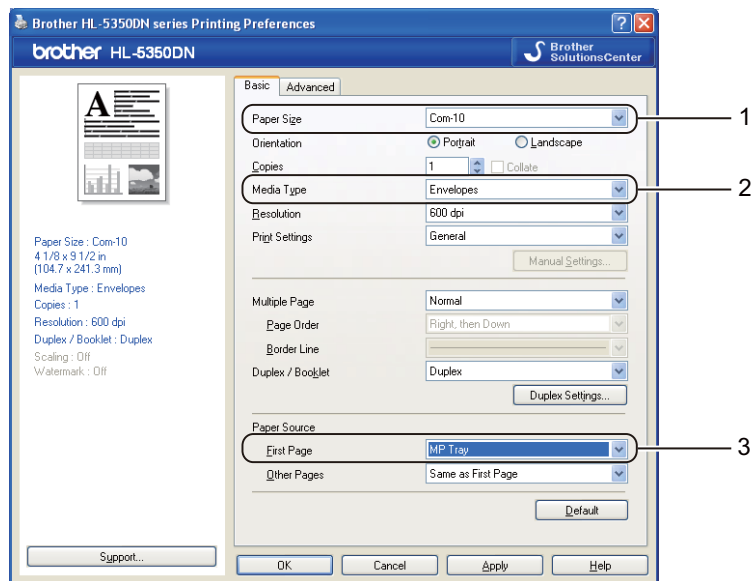 Brother HL-5350DN series Printing Preferences
brother HL-5350DN
Brother
SolutionsCenter
A
Paper Size : Com-10
4 1/8 x 9 1/2 in
(104.7 x 241.3 mm)
Media Type : Envelopes
Copies : 1
Resolution : 600 dpi
Duplex / Booklet : Duplex
Scaling : Off
Watermark : Off
Support...
Basic Advanced
Paper Size Com-10 1
Orientation Portrait Landscape
Copies 1 Collate
Media Type Envelopes 2
Resolution 600 dpi
Print Settings General
Manual Settings...
Multiple Page Normal
Page Order Right, then Down
Border Line
Duplex / Booklet Duplex
Duplex Settings...
Paper Source
First Page MP Tray 3
Other Pages Same as First Page
Default
OK Cancel Apply Help